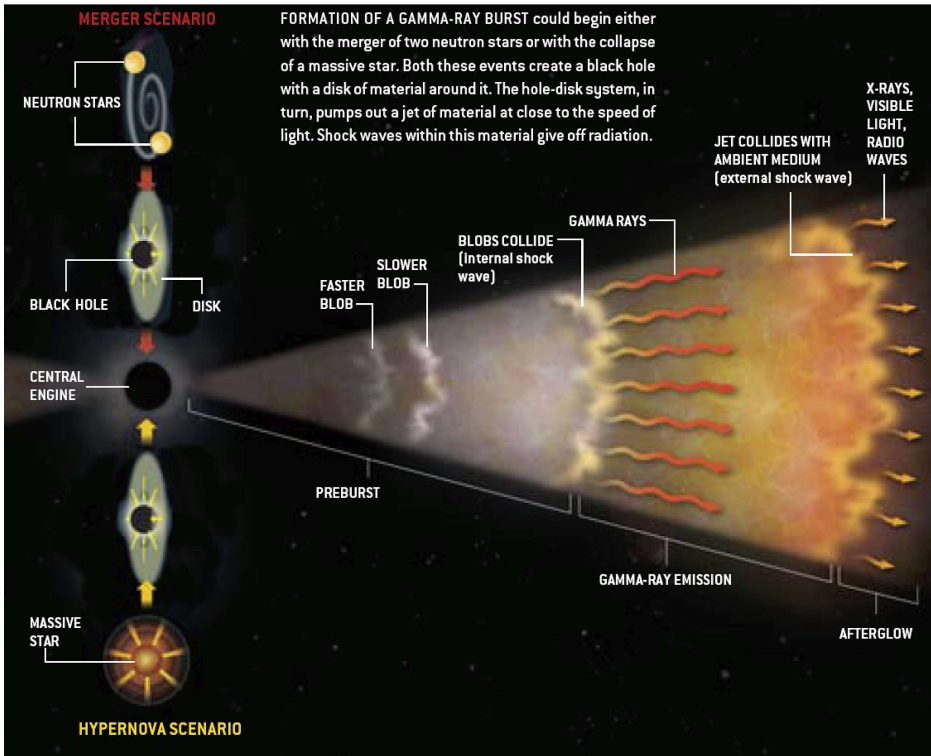 MERGER SCENARIO
FORMATION OF A GAMMA-RAY BURST could begin either
with the merger of two neutron stars or with the collapse
of a massive star. Both these events create a black hole
with a disk of material around it. The hole-disk system, in
turn, pumps out a jet of material at close to the speed of
light. Shock waves within this material give off radiation.
NEUTRON STARS
X-RAYS,
VISIBLE
LIGHT,
RADIO
WAVES
JET COLLIDES WITH
AMBIENT MEDIUM
(external shock wave)
GAMMA RAYS
BLOBS COLLIDE
(internal shock
wave)
SLOWER
BLOB
FASTER
BLOB
BLACK HOLE
DISK
CENTRAL
ENGINE
PREBURST
GAMMA-RAY EMISSION
AFTERGLOW
MASSIVE
STAR
HYPERNOVA SCENARIO